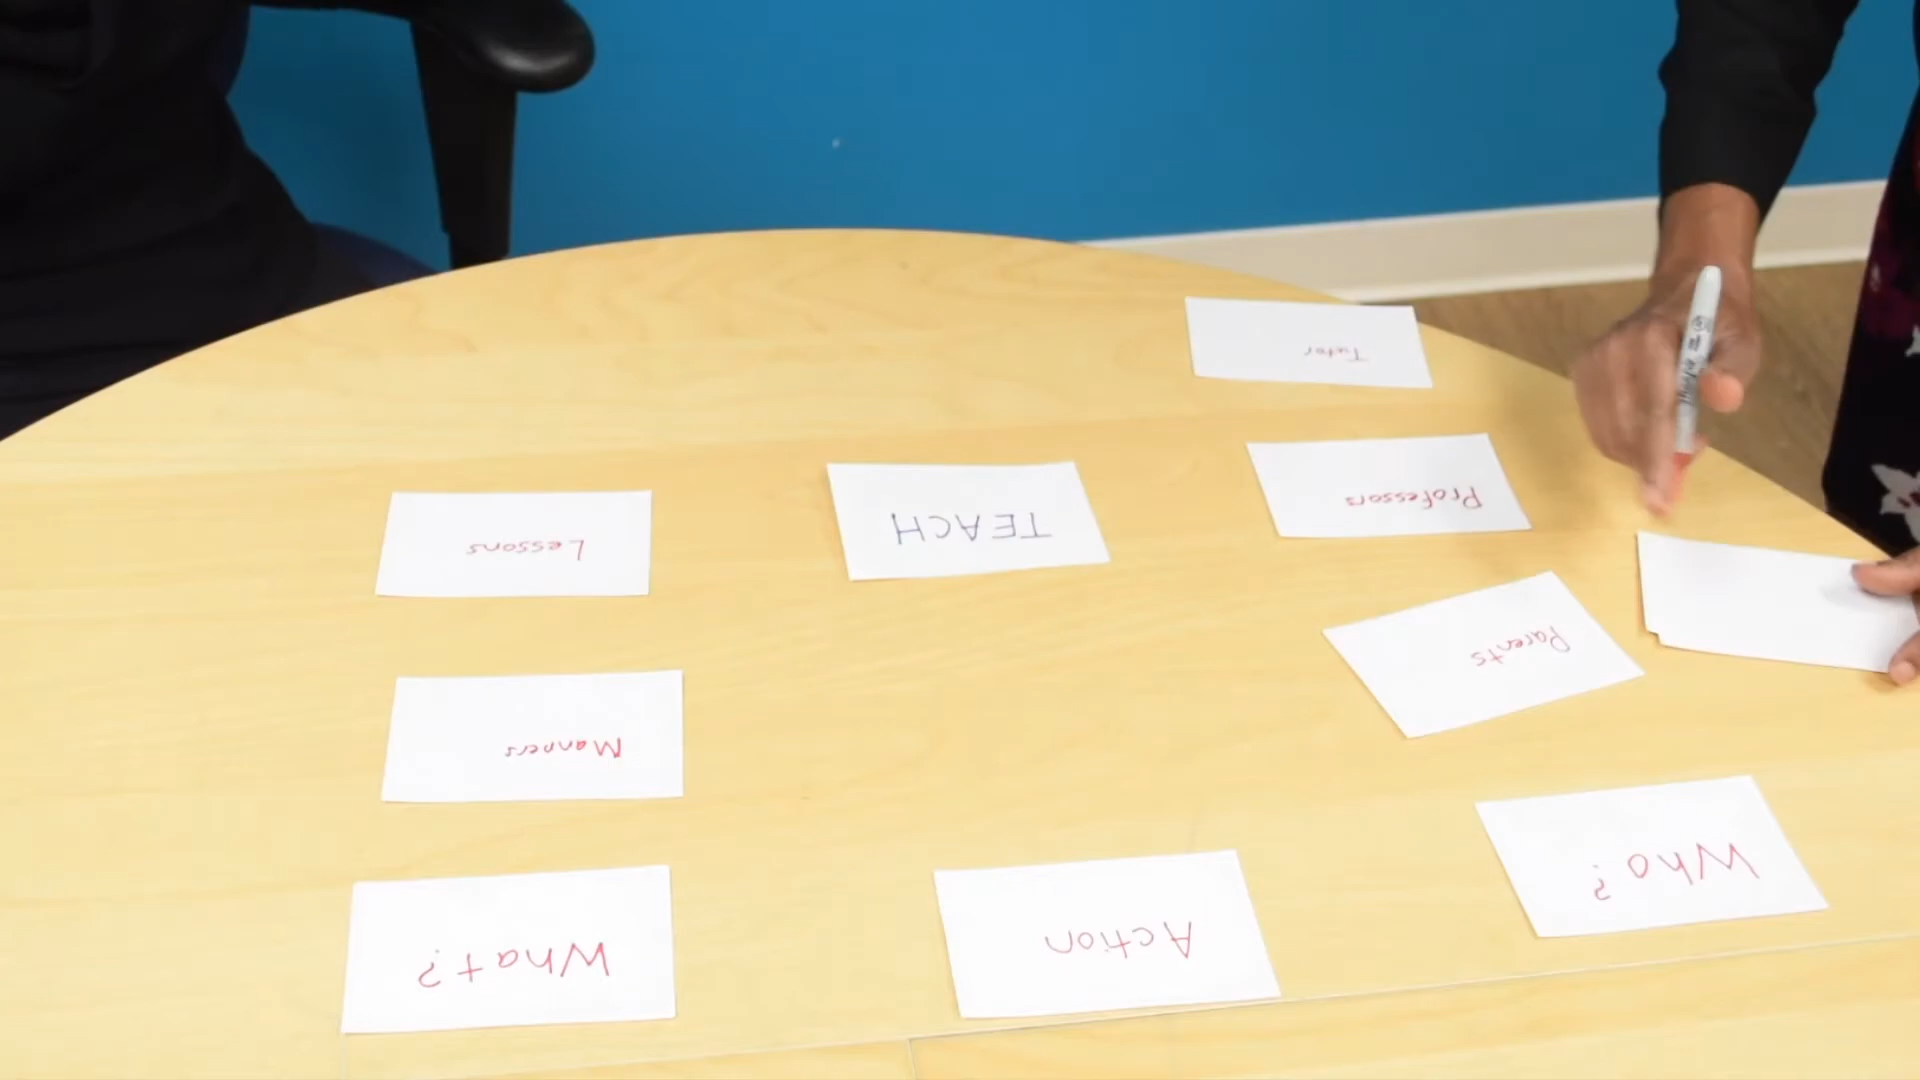 Who?
Action
What?
Parents
Manners
Professors
TEACH
Lessons
Tutor